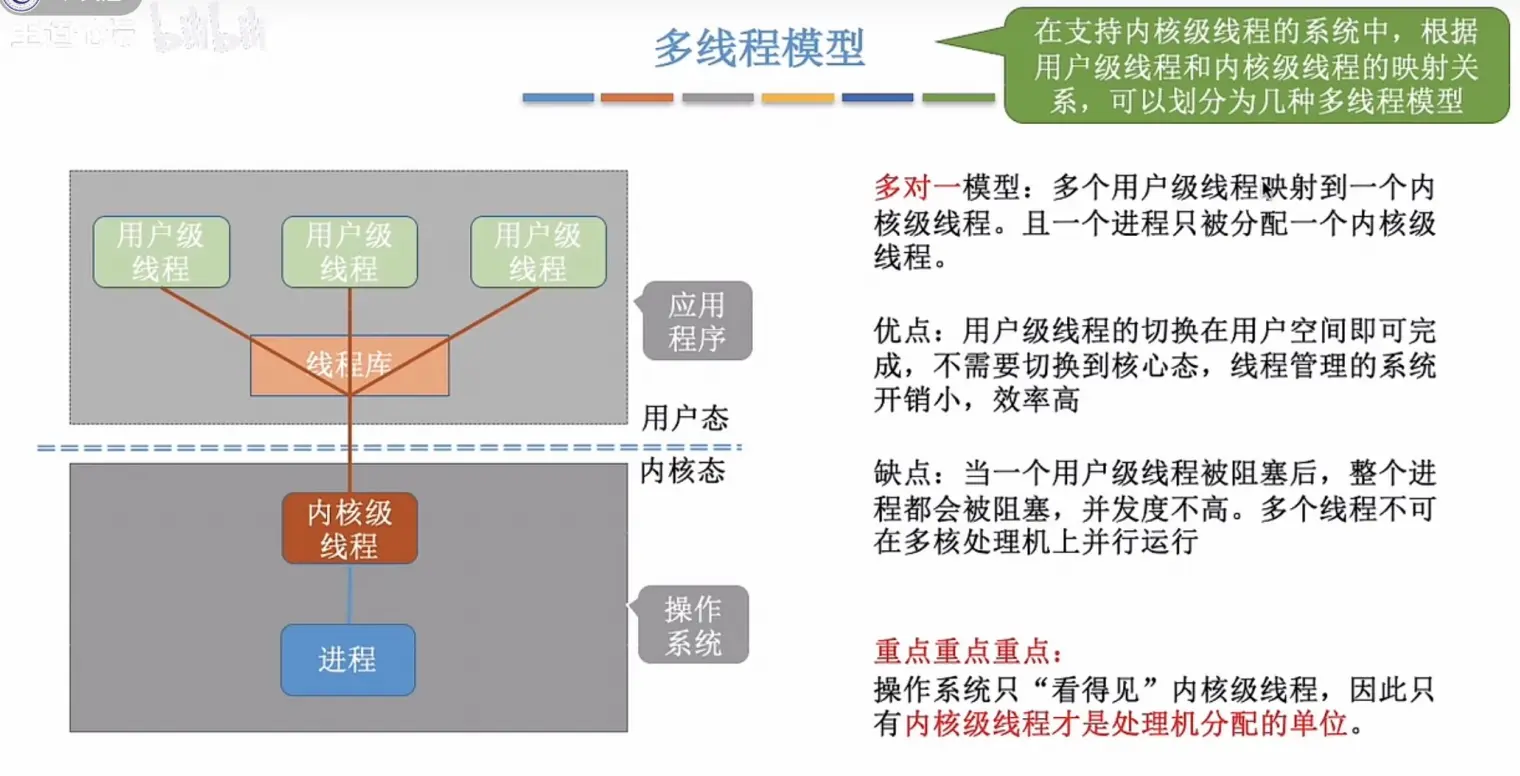 王道论坛 bilibili
多线程模型
在支持内核级线程的系统中，根据
用户级线程和内核级线程的映射关
系，可以划分为几种多线程模型
用户级
线程
用户级
线程
用户级
线程
线程库
应用
程序
用户态
内核态
内核级
线程
进程
操作
系统
多对一模型：多个用户级线程映射到一个内
核级线程。且一个进程只被分配一个内核级
线程。
优点：用户级线程的切换在用户空间即可完
成，不需要切换到核心态，线程管理的系统
开销小，效率高
缺点：当一个用户级线程被阻塞后，整个进
程都会被阻塞，并发度不高。多个线程不可
在多核处理机上并行运行
重点重点重点：
操作系统只“看得见”内核级线程，因此只
有内核级线程才是处理机分配的单位。